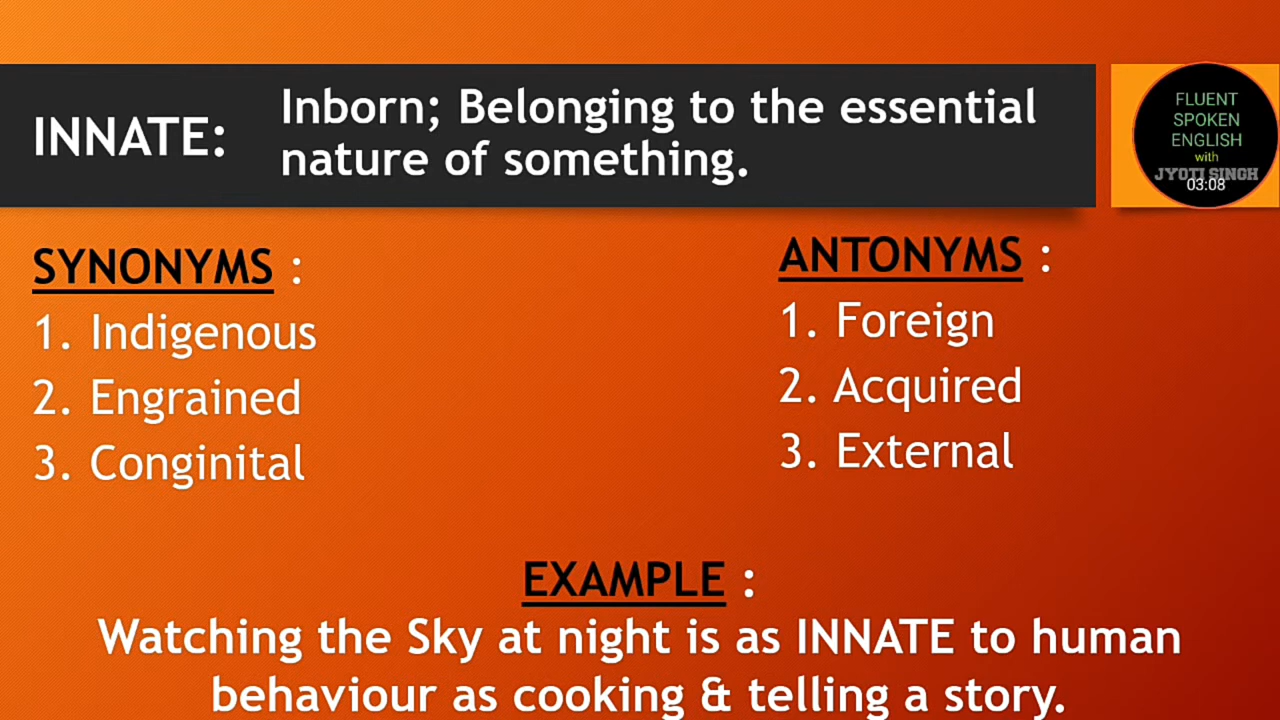 INNATE:
Inborn; Belonging to the essential
nature of something.
FLUENT
SPOKEN
ENGLISH
with
JYOTI SINGH
03:08
SYNONYMS :
1. Indigenous
2. Engrained
3. Conginital
ANTONYMS :
1. Foreign
2. Acquired
3. External
EXAMPLE :
Watching the Sky at night is as INNATE to human
behaviour as cooking & telling a story.